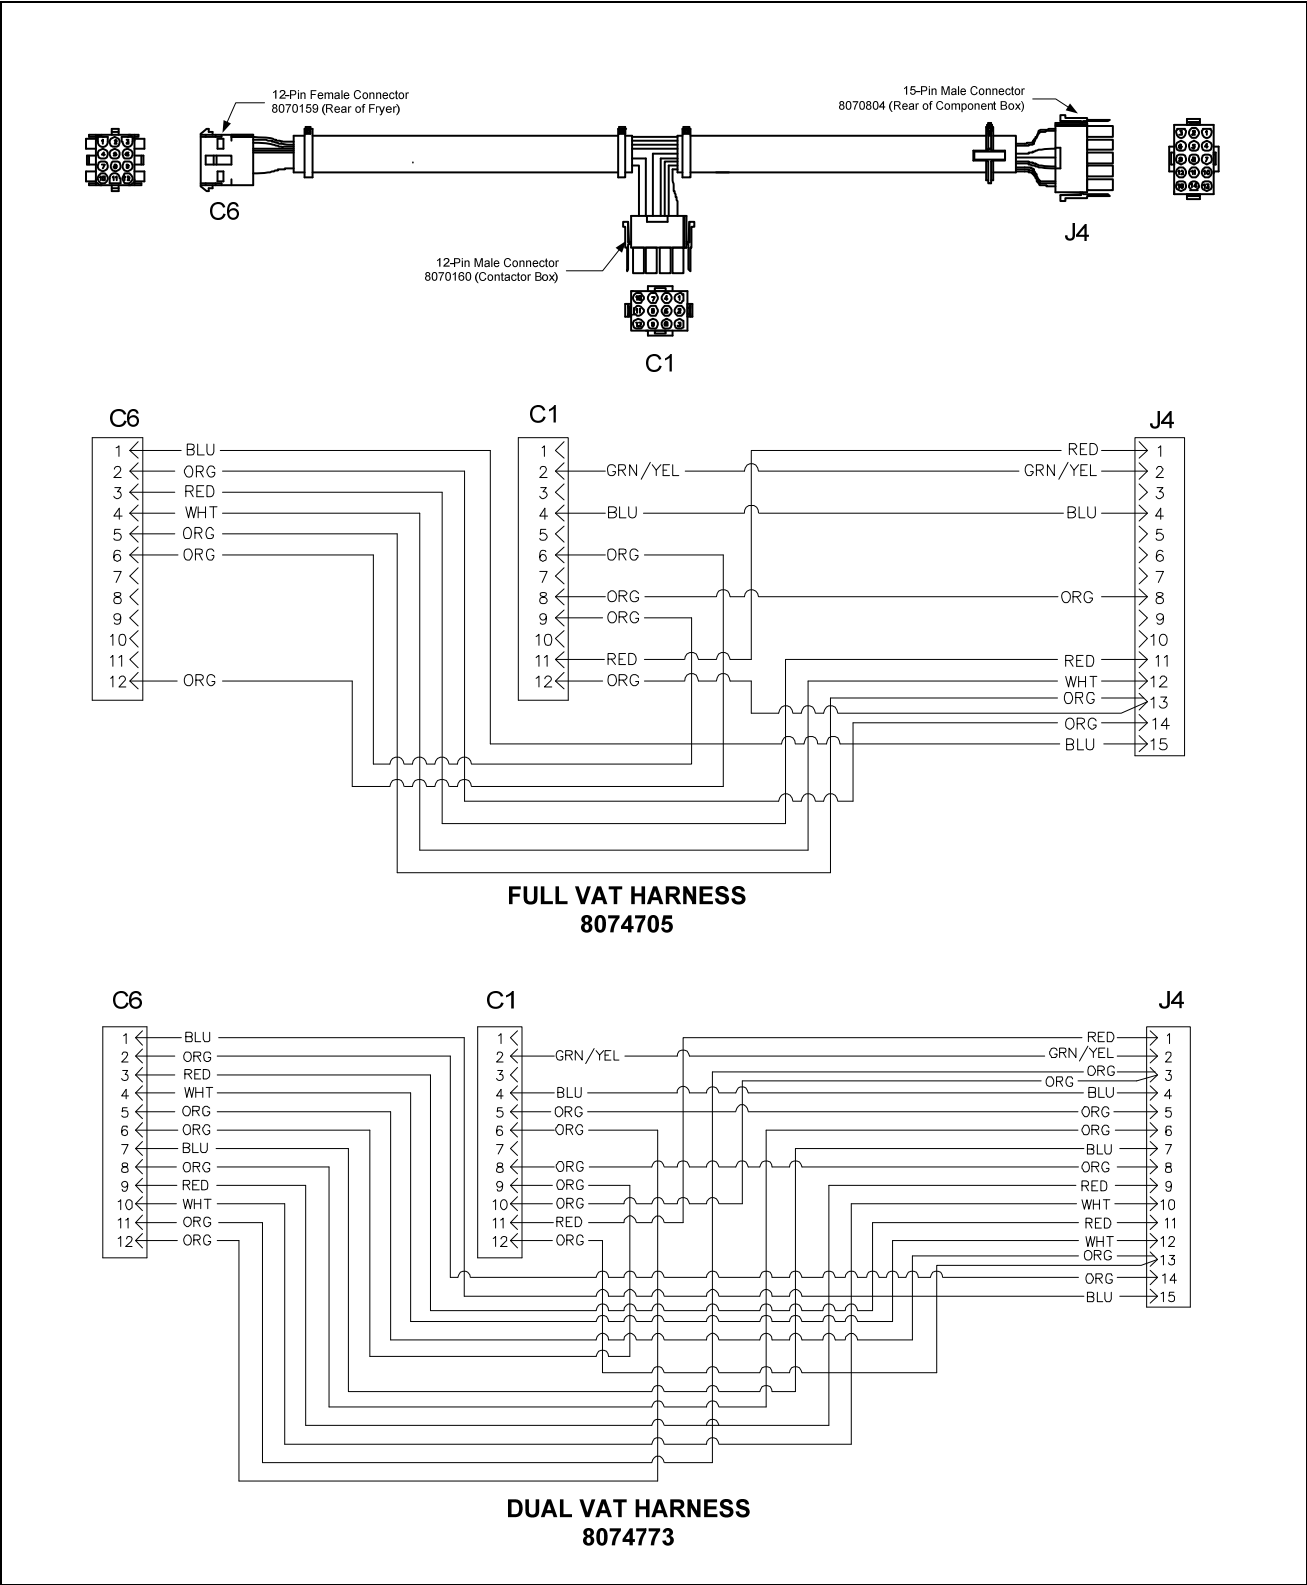 12-Pin Female Connector
8070159 (Rear of Fryer)
15-Pin Male Connector
8070804 (Rear of Component Box)
C6
J4
12-Pin Male Connector
8070160 (Contactor Box)
C1
C6
C1
J4
1 BLU
2 ORG
3 RED
4 WHT
5 ORG
6 ORG
7
8
9
10
11
12 ORG
1
2 GRN/YEL
3
4 BLU
5
6 ORG
7
8 ORG
9 ORG
10
11 RED
12 ORG
RED 1
GRN/YEL 2
3
BLU 4
5
6
7
ORG 8
9
10
RED 11
WHT 12
ORG 13
ORG 14
BLU 15
FULL VAT HARNESS
8074705
C6
C1
J4
1 BLU
2 ORG
3 RED
4 WHT
5 ORG
6 ORG
7 BLU
8 ORG
9 RED
10 WHT
11 ORG
12 ORG
1
2 GRN/YEL
3
4 BLU
5 ORG
6 ORG
7
8 ORG
9 ORG
10 ORG
11 RED
12 ORG
RED 1
GRN/YEL 2
ORG 3
ORG
BLU 4
ORG 5
ORG 6
BLU 7
ORG 8
RED 9
WHT 10
RED 11
WHT 12
ORG 13
ORG 14
BLU 15
DUAL VAT HARNESS
8074773